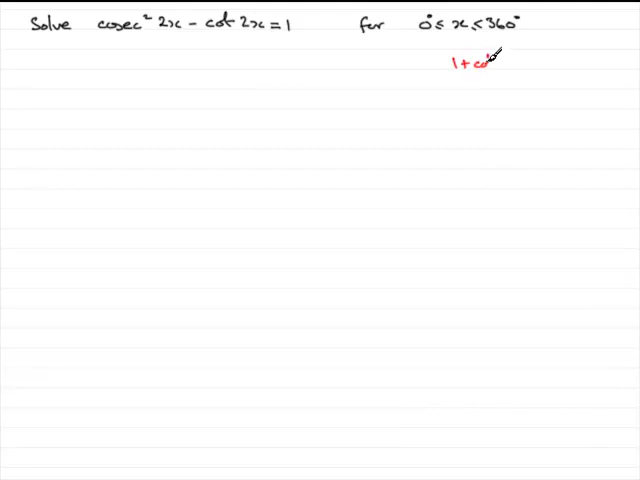 Solve cosec² 2x − cot 2x = 1 for 0° ≤ x ≤ 360°
1 + co